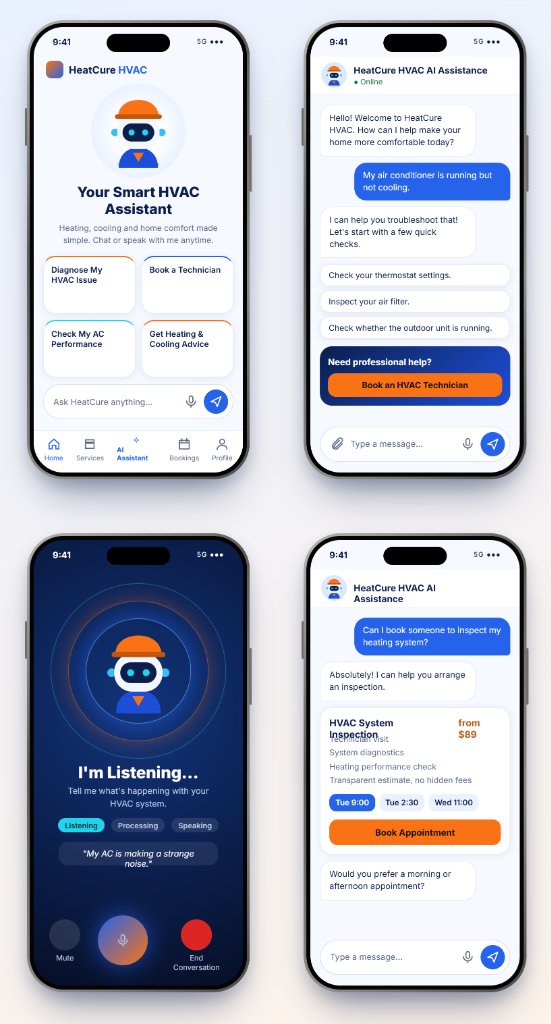 9:41
5G
HeatCure HVAC
Your Smart HVAC
Assistant
Heating, cooling and home comfort made
simple. Chat or speak with me anytime.
Diagnose My
HVAC Issue
Book a Technician
Check My AC
Performance
Get Heating &
Cooling Advice
Ask HeatCure anything...
Home
Services
AI
Assistant
Bookings
Profile
9:41
5G
HeatCure HVAC AI Assistance
Online
Hello! Welcome to HeatCure
HVAC. How can I help make your
home more comfortable today?
My air conditioner is running but
not cooling.
I can help you troubleshoot that!
Let's start with a few quick
checks.
Check your thermostat settings.
Inspect your air filter.
Check whether the outdoor unit is running.
Need professional help?
Book an HVAC Technician
Type a message...
9:41
5G
I'm Listening...
Tell me what's happening with your
HVAC system.
Listening
Processing
Speaking
"My AC is making a strange
noise."
Mute
End
Conversation
9:41
5G
HeatCure HVAC AI
Assistance
Can I book someone to inspect my
heating system?
Absolutely! I can help you arrange
an inspection.
HVAC System
Inspection
from
$89
Technician visit
System diagnostics
Heating performance check
Transparent estimate, no hidden fees
Tue 9:00
Tue 2:30
Wed 11:00
Book Appointment
Would you prefer a morning or
afternoon appointment?
Type a message...